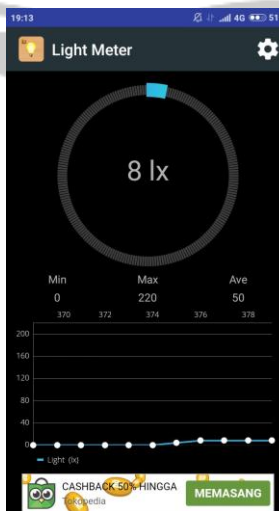 19:13 4G 51
Light Meter
8 lx
Min Max Ave
0 220 50
370 372 374 376 378
200
160
120
80
40
0
Light (lx)
CASHBACK 50% HINGGA
Tokopedia
MEMASANG